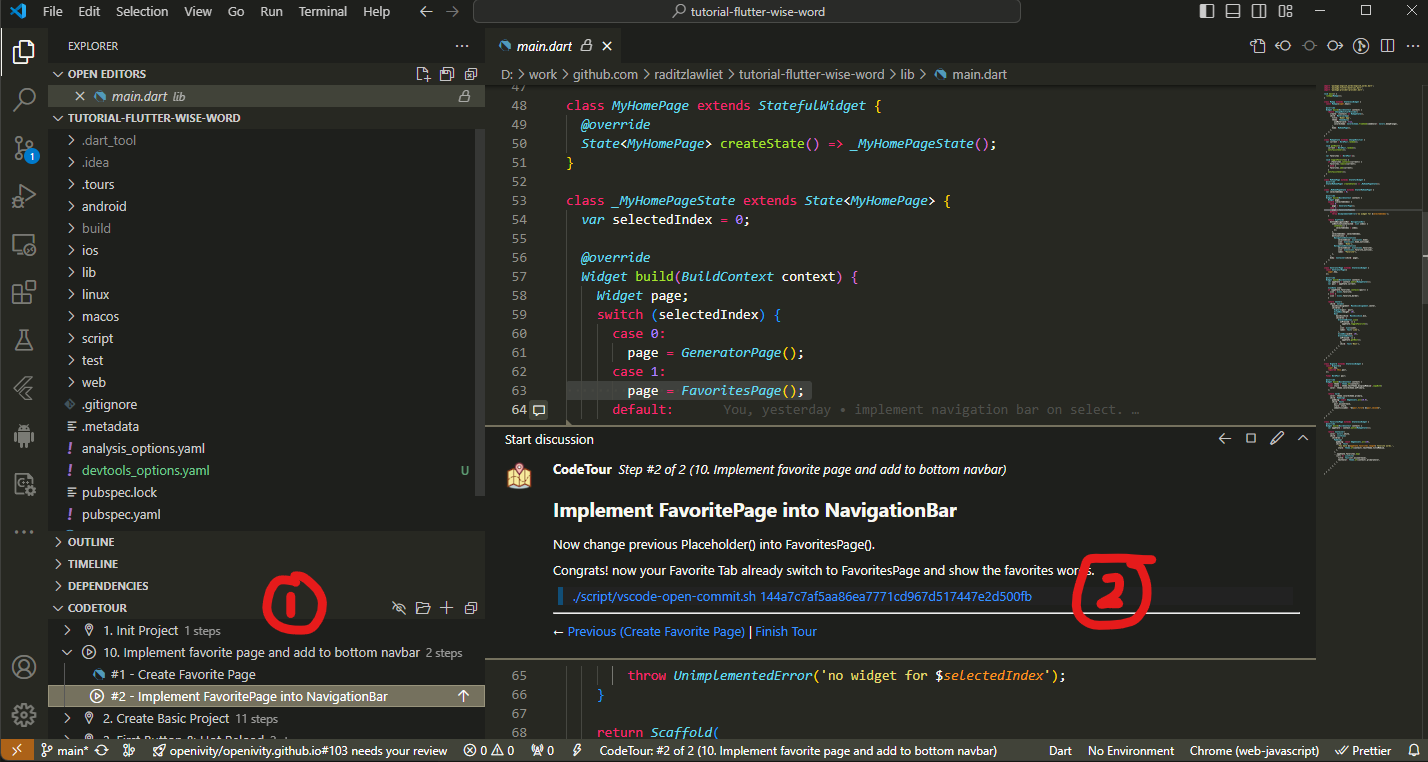 File Edit Selection View Go Run Terminal Help
tutorial-flutter-wise-word
EXPLORER
OPEN EDITORS
main.dart lib
TUTORIAL-FLUTTER-WISE-WORD
.dart_tool
.idea
.tours
android
build
ios
lib
linux
macos
script
test
web
.gitignore
.metadata
analysis_options.yaml
devtools_options.yaml U
pubspec.lock
pubspec.yaml
OUTLINE
TIMELINE
DEPENDENCIES
CODETOUR
1. Init Project 1 steps
10. Implement favorite page and add to bottom navbar 2 steps
#1 - Create Favorite Page
#2 - Implement FavoritePage into NavigationBar
2. Create Basic Project 11 steps
1
1
main.dart
D: > work > github.com > raditzlawliet > tutorial-flutter-wise-word > lib > main.dart
47
48 class MyHomePage extends StatefulWidget {
49 @override
50 State<MyHomePage> createState() => _MyHomePageState();
51 }
52
53 class _MyHomePageState extends State<MyHomePage> {
54 var selectedIndex = 0;
55
56 @override
57 Widget build(BuildContext context) {
58 Widget page;
59 switch (selectedIndex) {
60 case 0:
61 page = GeneratorPage();
62 case 1:
63 page = FavoritesPage();
64 default: You, yesterday • implement navigation bar on select. …
Start discussion
CodeTour Step #2 of 2 (10. Implement favorite page and add to bottom navbar)
Implement FavoritePage into NavigationBar
Now change previous Placeholder() into FavoritesPage().
Congrats! now your Favorite Tab already switch to FavoritesPage and show the favorites words.
./script/vscode-open-commit.sh 144a7c7af5aa86ea7771cd967d517447e2d500fb
2
← Previous (Create Favorite Page) | Finish Tour
65 throw UnimplementedError('no widget for $selectedIndex');
66 }
67
68 return Scaffold(
main* openivity/openivity.github.io#103 needs your review 0 0 0 CodeTour: #2 of 2 (10. Implement favorite page and add to bottom navbar) Dart No Environment Chrome (web-javascript) Prettier